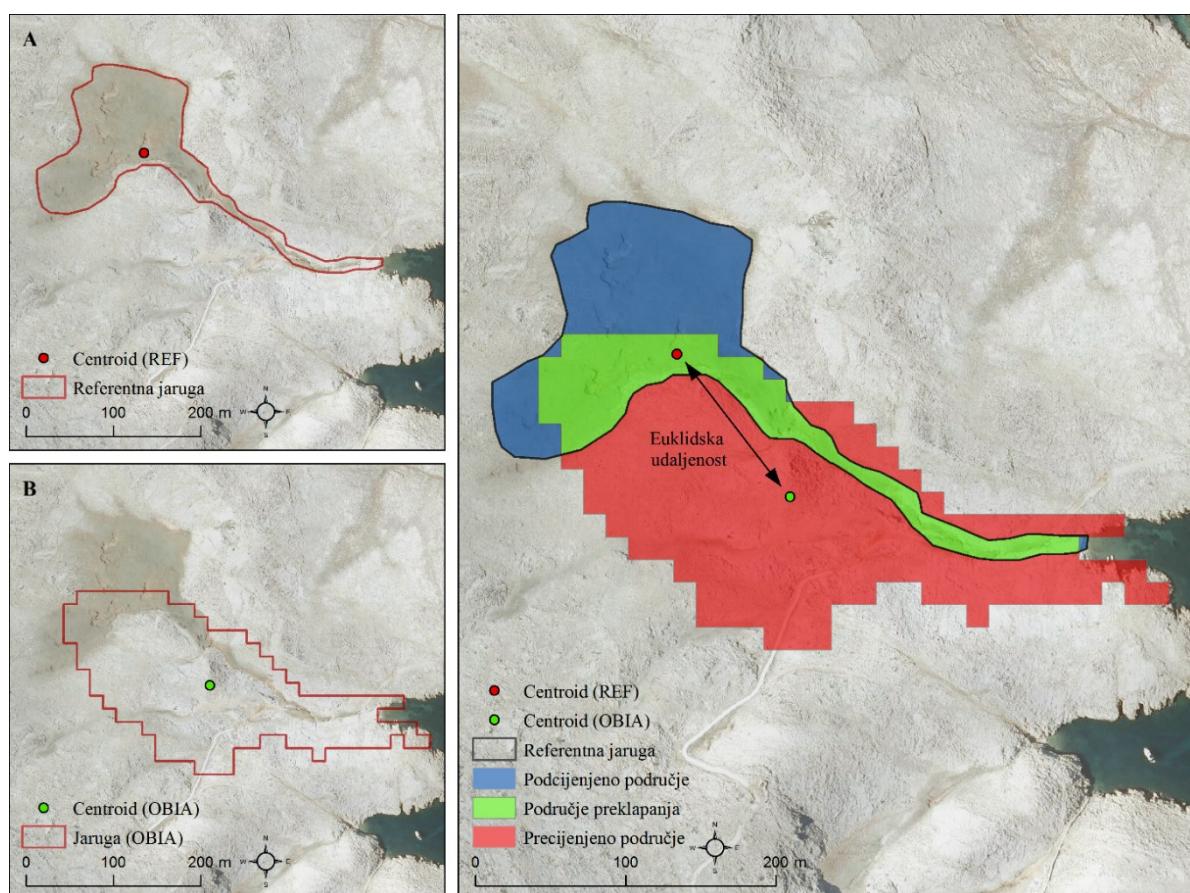 A
Centroid (REF)
Referentna jaruga
N
W E
S
0 100 200 m
B
Centroid (OBIA)
Jaruga (OBIA)
N
W E
S
0 100 200 m
Euklidska
udaljenost
Centroid (REF)
Centroid (OBIA)
Referentna jaruga
Podcijenjeno područje
Područje preklapanja
Precijenjeno područje
N
W E
S
0 100 200 m